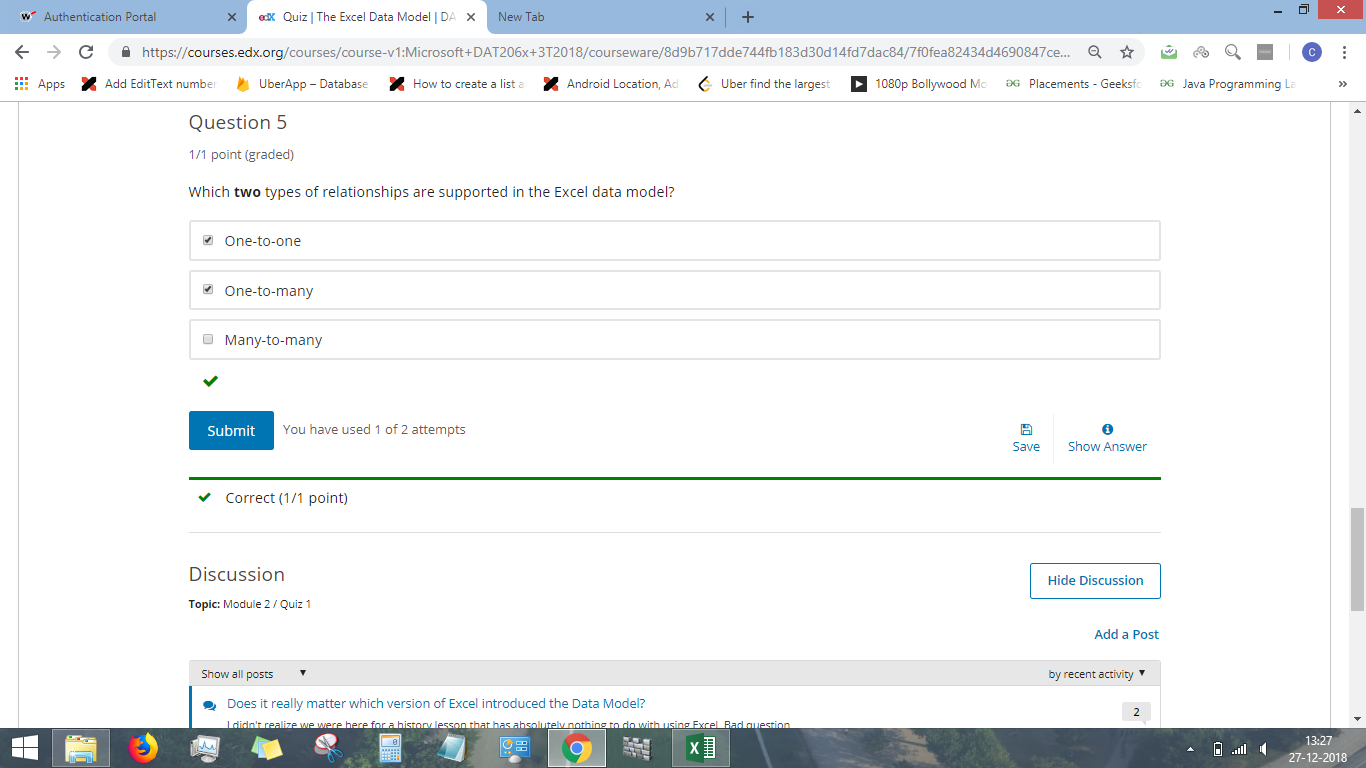 Authentication Portal
edX Quiz | The Excel Data Model | DA
New Tab
https://courses.edx.org/courses/course-v1:Microsoft+DAT206x+3T2018/courseware/8d9b717dde744fb183d30d14fd7dac84/7f0fea82434d4690847ce...
C
Apps
Add EditText number
UberApp – Database
How to create a list a
Android Location, Ad
Uber find the largest
1080p Bollywood Mo
Placements - Geeksfo
Java Programming La
»
Question 5
1/1 point (graded)
Which two types of relationships are supported in the Excel data model?
One-to-one
One-to-many
Many-to-many
Submit
You have used 1 of 2 attempts
Save
Show Answer
Correct (1/1 point)
Discussion
Hide Discussion
Topic: Module 2 / Quiz 1
Add a Post
Show all posts
by recent activity
Does it really matter which version of Excel introduced the Data Model?
2
I didn't realize we were here for a history lesson that has absolutely nothing to do with using Excel. Bad question
13:27
27-12-2018